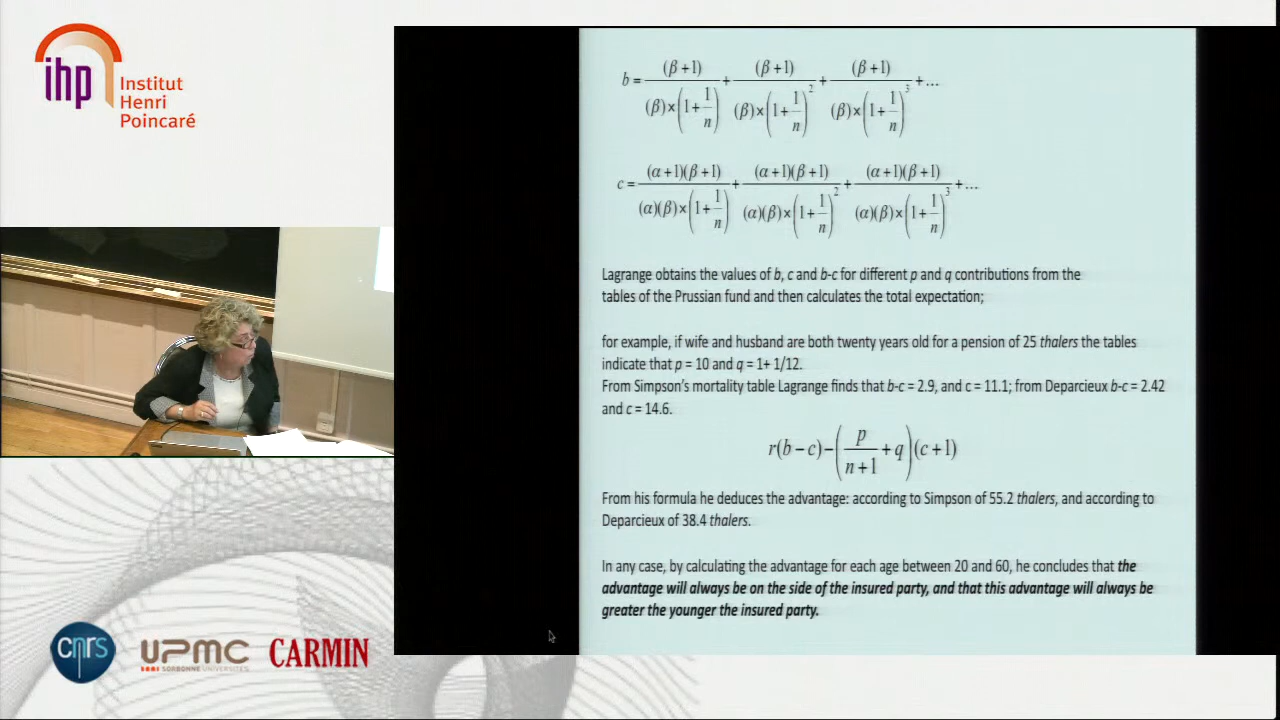 ihp Institut
Henri
Poincaré
b = (β+1)/((β)×(1+1/n)) + (β+1)/((β)×(1+1/n)²) + (β+1)/((β)×(1+1/n)³) + ...
c = (α+1)(β+1)/((α)(β)×(1+1/n)) + (α+1)(β+1)/((α)(β)×(1+1/n)²) + (α+1)(β+1)/((α)(β)×(1+1/n)³) + ...
Lagrange obtains the values of b, c and b-c for different p and q contributions from the
tables of the Prussian fund and then calculates the total expectation;
for example, if wife and husband are both twenty years old for a pension of 25 thalers the tables
indicate that p = 10 and q = 1+ 1/12.
From Simpson's mortality table Lagrange finds that b-c = 2.9, and c = 11.1; from Deparcieux b-c = 2.42
and c = 14.6.
r(b−c)−(p/(n+1)+q)(c+1)
From his formula he deduces the advantage: according to Simpson of 55.2 thalers, and according to
Deparcieux of 38.4 thalers.
In any case, by calculating the advantage for each age between 20 and 60, he concludes that the
advantage will always be on the side of the insured party, and that this advantage will always be
greater the younger the insured party.
cnrs
UPMC
SORBONNE UNIVERSITÉS
CARMIN